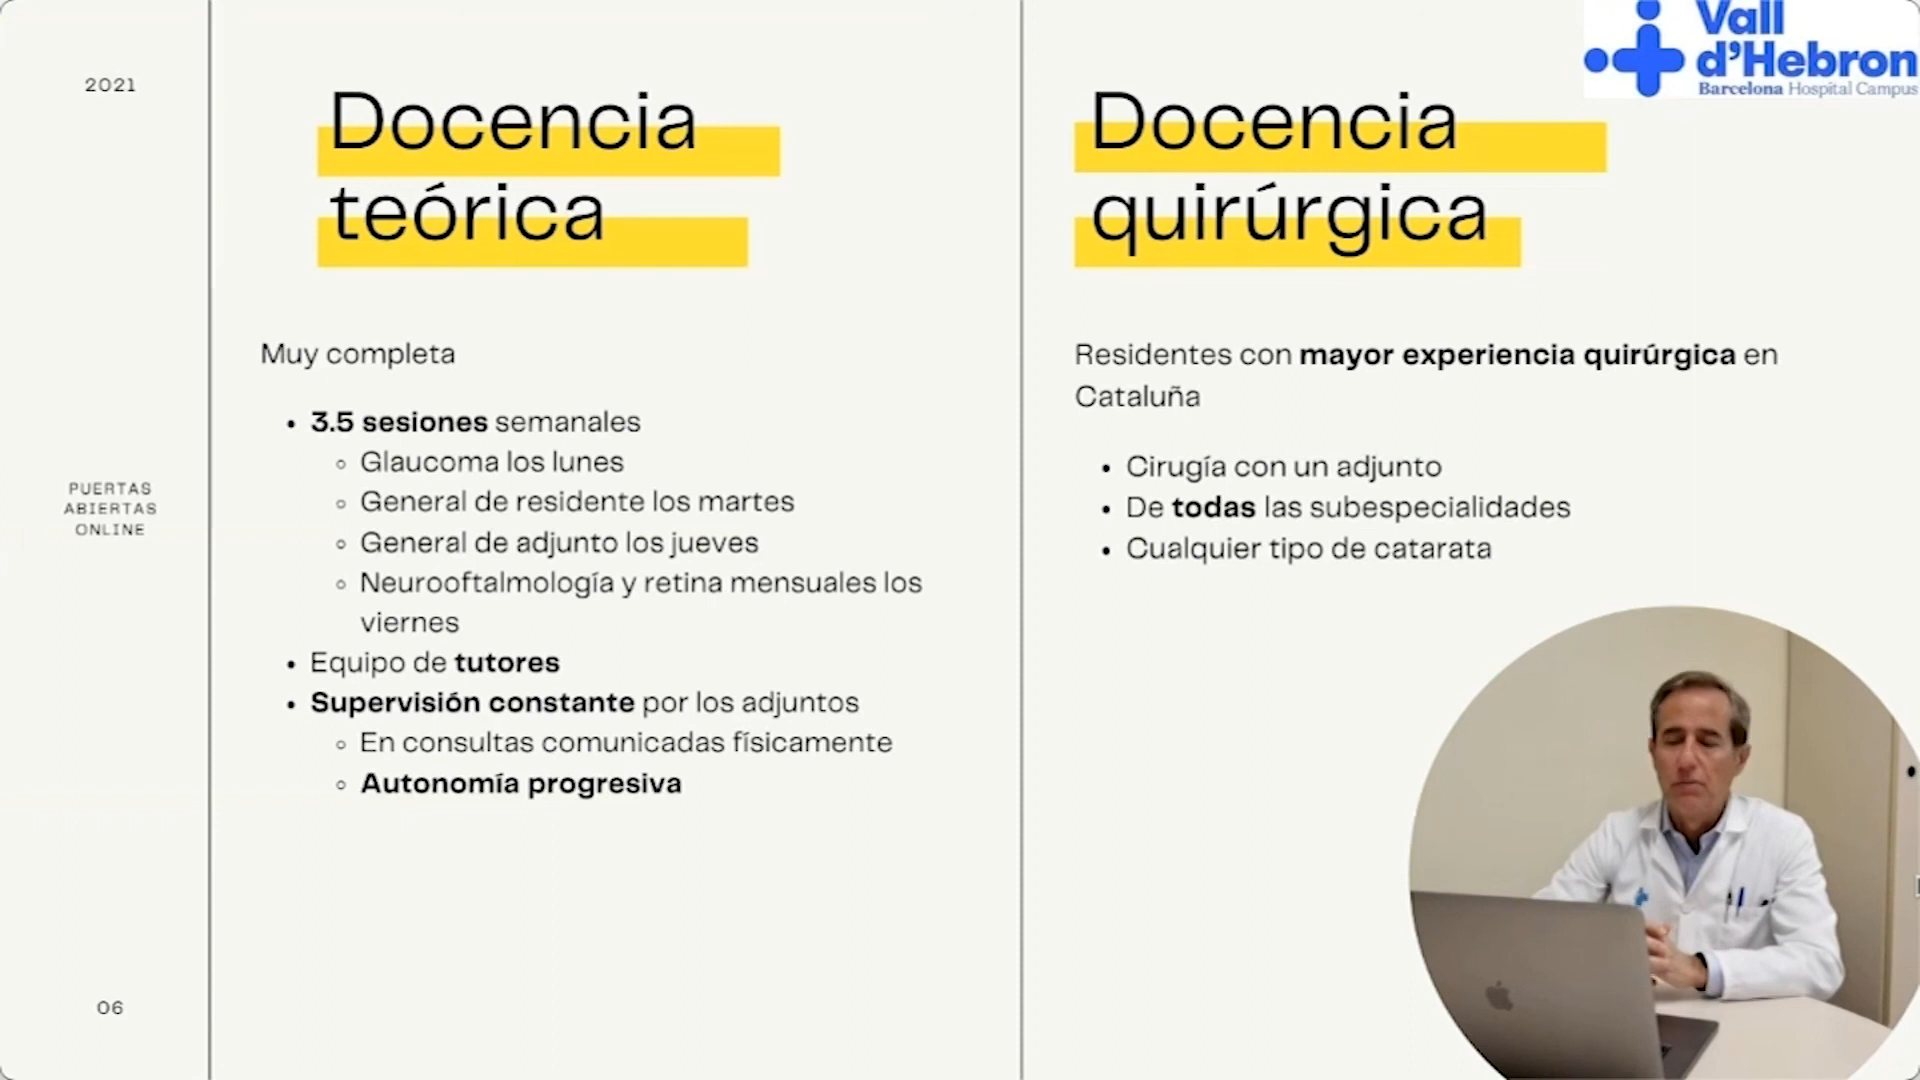 2021
PUERTAS
ABIERTAS
ONLINE
06
Docencia
teórica
Muy completa
• 3.5 sesiones semanales
◦ Glaucoma los lunes
◦ General de residente los martes
◦ General de adjunto los jueves
◦ Neurooftalmología y retina mensuales los
viernes
• Equipo de tutores
• Supervisión constante por los adjuntos
◦ En consultas comunicadas físicamente
◦ Autonomía progresiva
Docencia
quirúrgica
Residentes con mayor experiencia quirúrgica en
Cataluña
• Cirugía con un adjunto
• De todas las subespecialidades
• Cualquier tipo de catarata
Vall
d'Hebron
Barcelona Hospital Campus